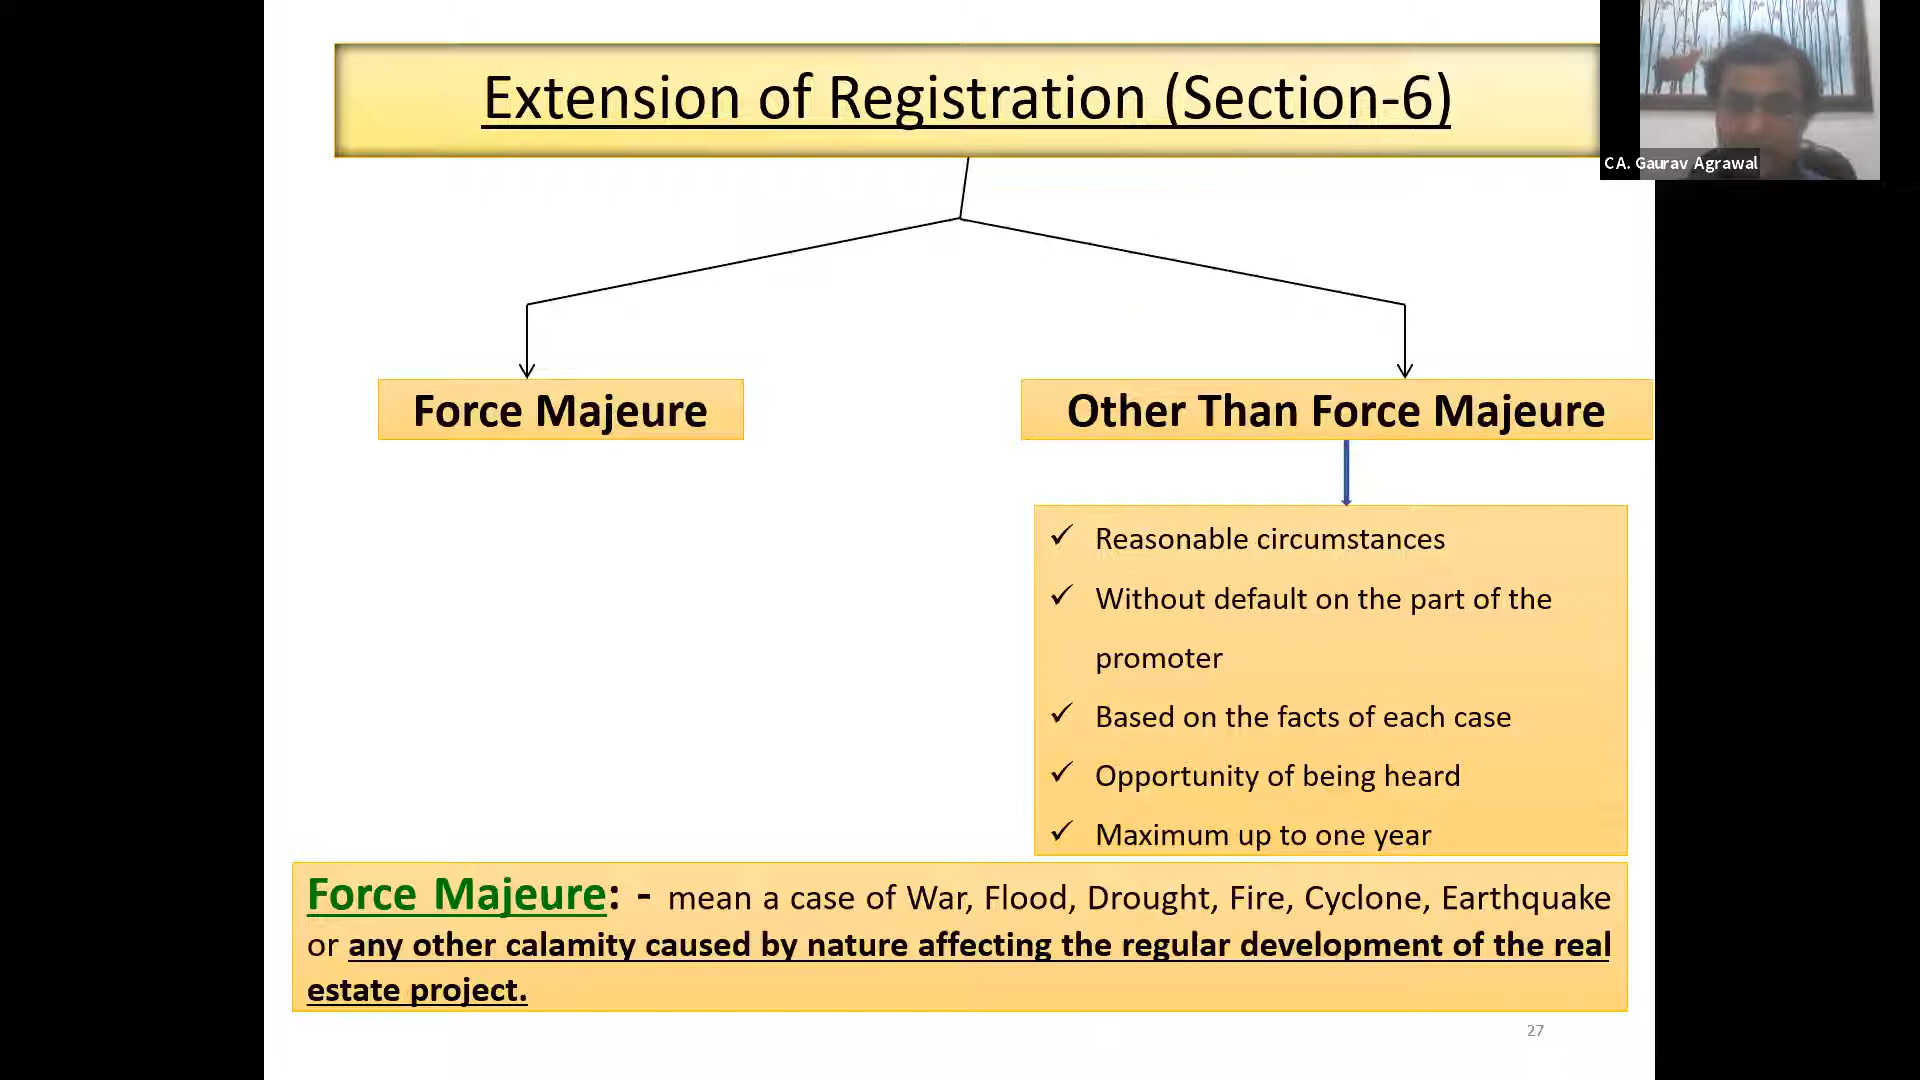 Extension of Registration (Section-6)
CA. Gaurav Agrawal
Force Majeure
Other Than Force Majeure
✓ Reasonable circumstances
✓ Without default on the part of the
promoter
✓ Based on the facts of each case
✓ Opportunity of being heard
✓ Maximum up to one year
Force Majeure: - mean a case of War, Flood, Drought, Fire, Cyclone, Earthquake
or any other calamity caused by nature affecting the regular development of the real
estate project.
27